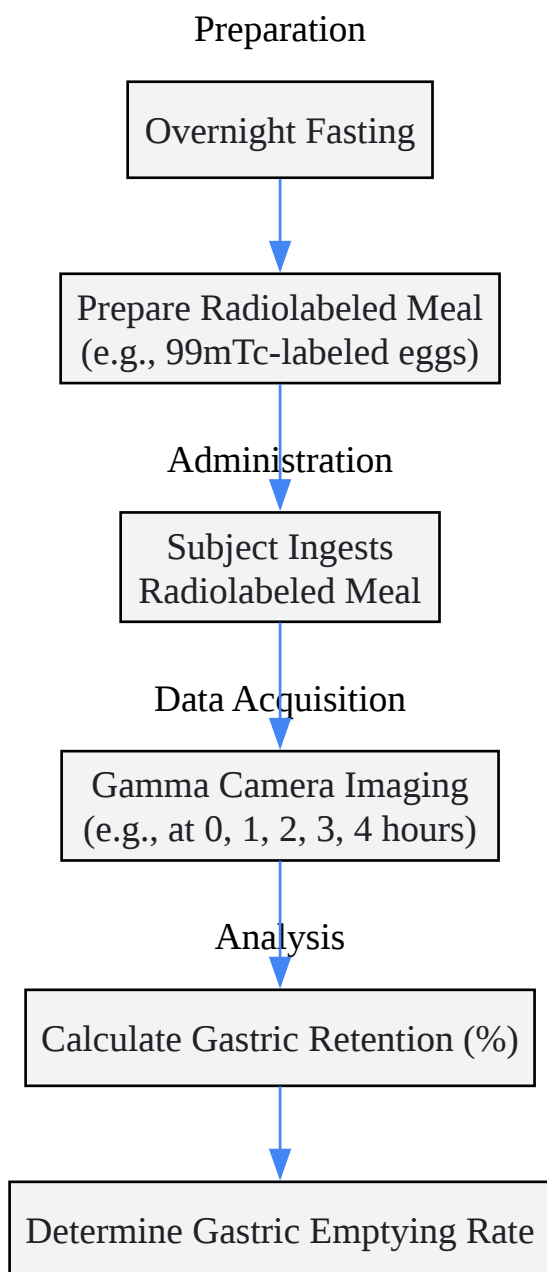 Preparation
Overnight Fasting
Prepare Radiolabeled Meal
(e.g., 99mTc-labeled eggs)
Administration
Subject Ingests
Radiolabeled Meal
Data Acquisition
Gamma Camera Imaging
(e.g., at 0, 1, 2, 3, 4 hours)
Analysis
Calculate Gastric Retention (%)
Determine Gastric Emptying Rate